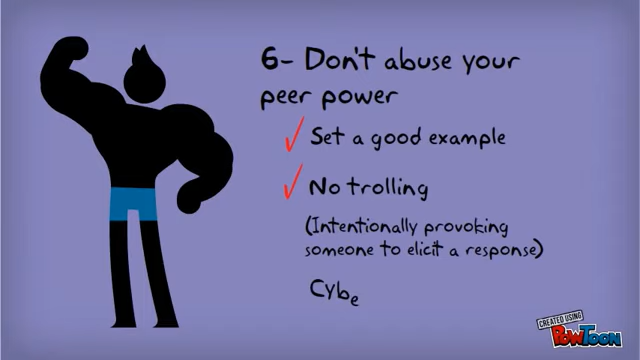 6- Don't abuse your
peer power
Set a good example
No trolling
(Intentionally provoking
someone to elicit a response)
Cybe
CREATED USING
POWTOON